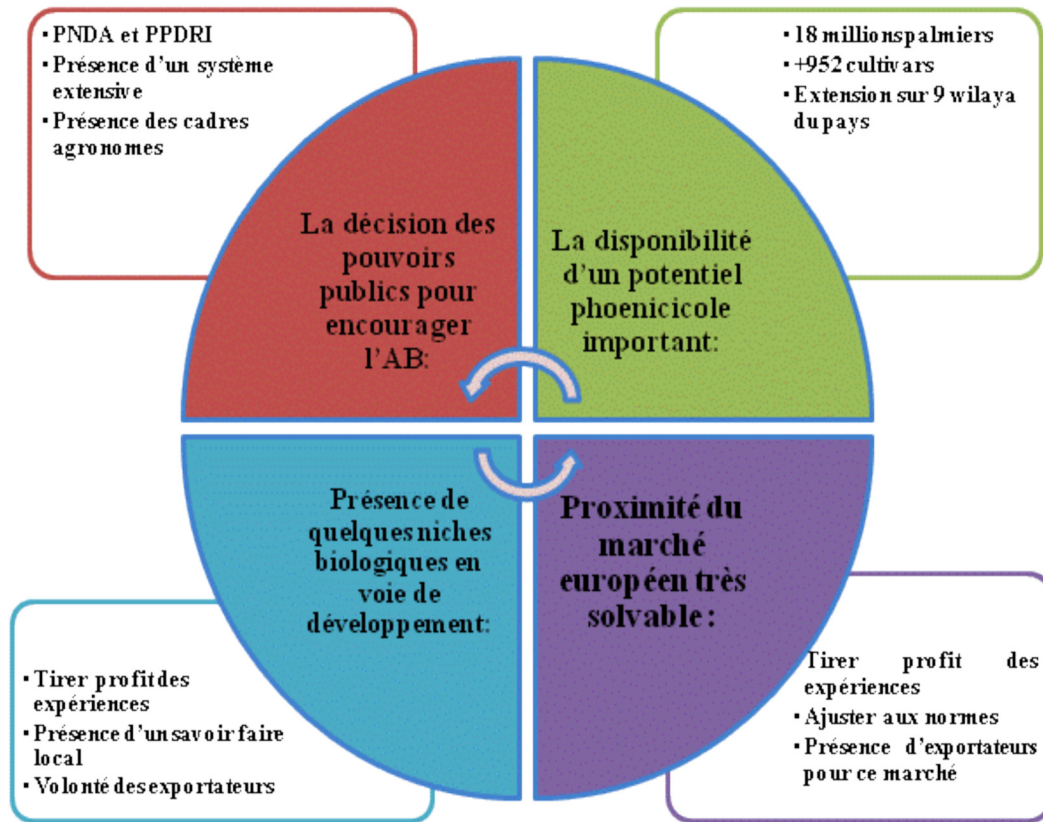 ▪ PNDA et PPDRI
▪ Présence d'un système
extensive
▪ Présence des cadres
agronomes
▪ 18 millions palmiers
▪ +952 cultivars
▪ Extension sur 9 wilaya
du pays
La décision des
pouvoirs
publics pour
encourager
l'AB:
La disponibilité
d'un potentiel
phoenicicole
important:
Présence de
quelques niches
biologiques en
voie de
développement:
Proximité du
marché
européen très
solvable :
▪ Tirer profit des
expériences
▪ Présence d'un savoir faire
local
▪ Volonté des exportateurs
Tirer profit des
expériences
▪ Ajuster aux normes
▪ Présence d'exportateurs
pour ce marché